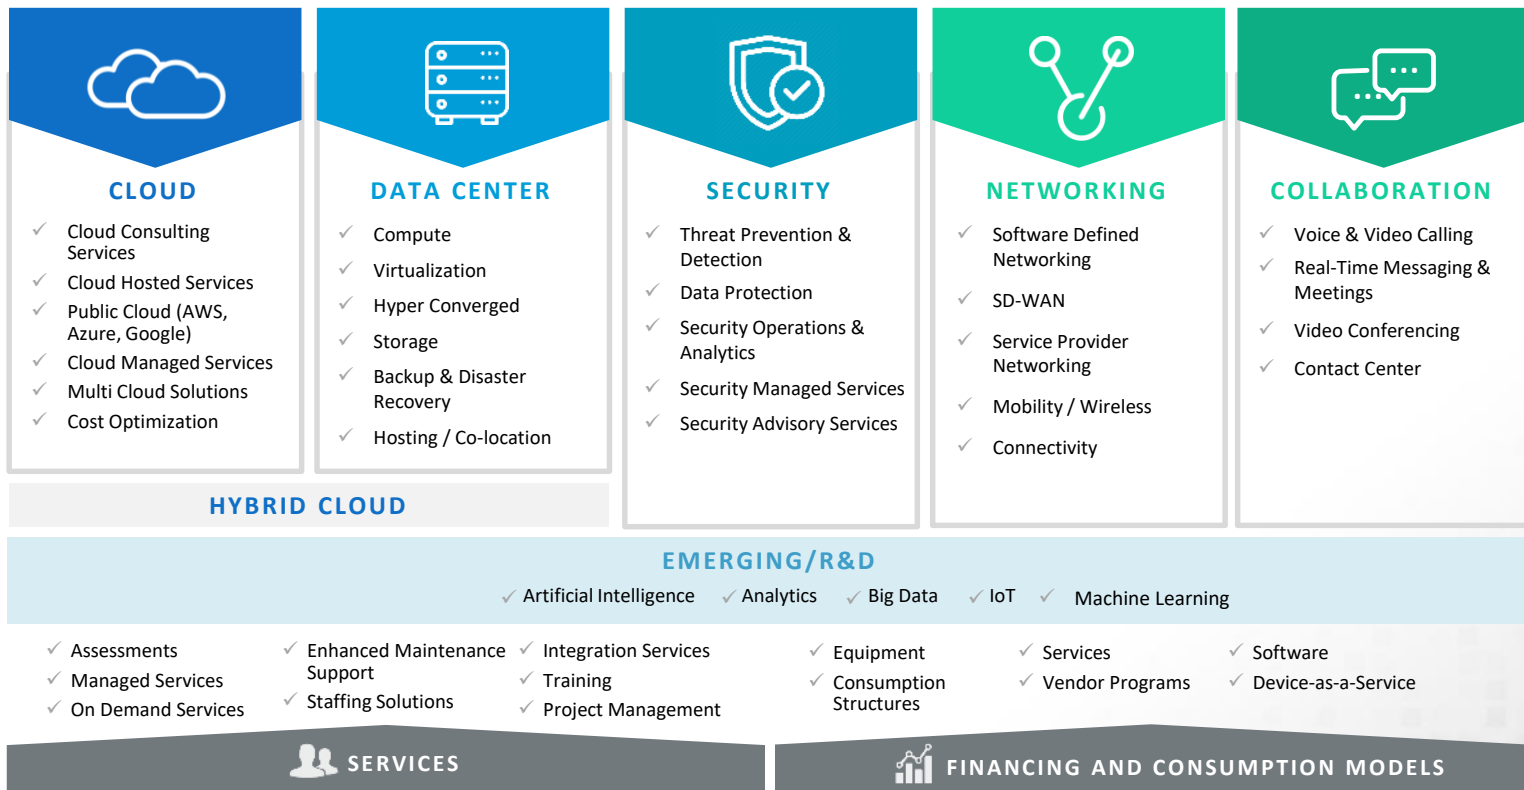 CLOUD
Cloud Consulting
Services
Cloud Hosted Services
Public Cloud (AWS,
Azure, Google)
Cloud Managed Services
Multi Cloud Solutions
Cost Optimization
DATA CENTER
Compute
Virtualization
Hyper Converged
Storage
Backup & Disaster
Recovery
Hosting / Co-location
HYBRID CLOUD
SECURITY
Threat Prevention &
Detection
Data Protection
Security Operations &
Analytics
Security Managed Services
Security Advisory Services
NETWORKING
Software Defined
Networking
SD-WAN
Service Provider
Networking
Mobility / Wireless
Connectivity
COLLABORATION
Voice & Video Calling
Real-Time Messaging &
Meetings
Video Conferencing
Contact Center
EMERGING/R&D
Artificial Intelligence Analytics Big Data IoT Machine Learning
Assessments
Managed Services
On Demand Services
Enhanced Maintenance
Support
Staffing Solutions
Integration Services
Training
Project Management
SERVICES
Equipment
Consumption
Structures
Services
Vendor Programs
Software
Device-as-a-Service
FINANCING AND CONSUMPTION MODELS